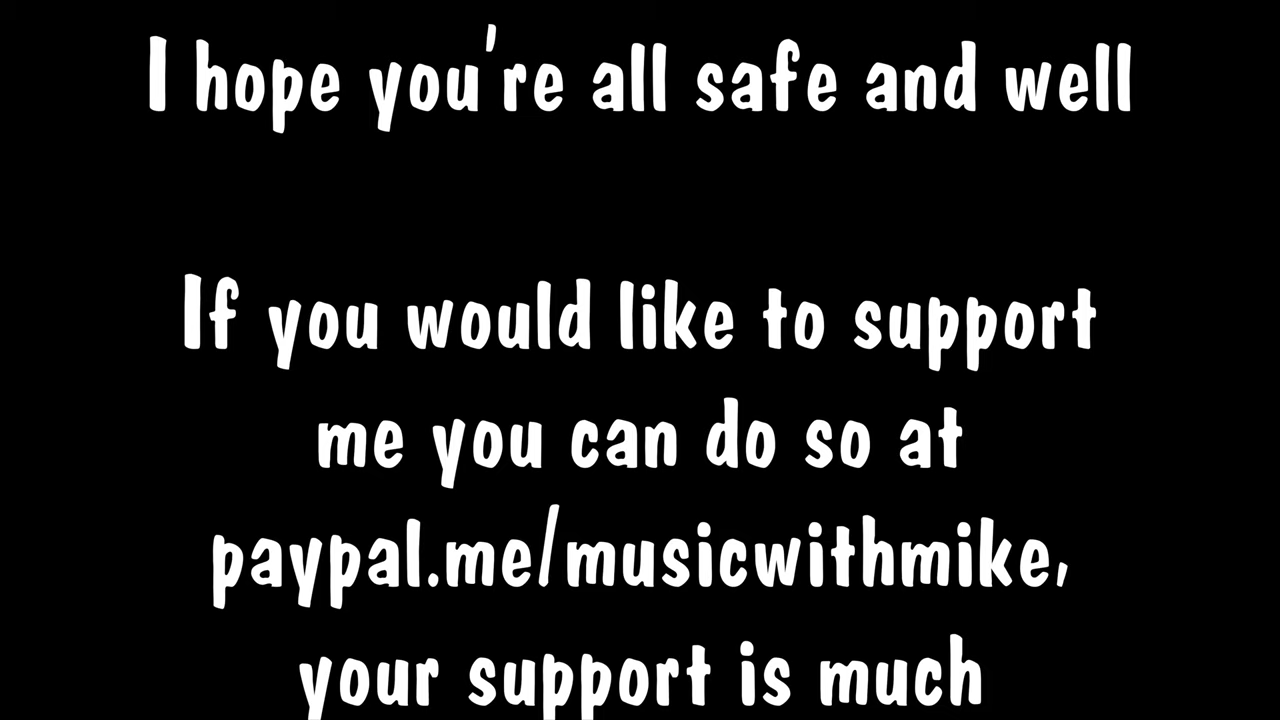 I hope you're all safe and well
If you would like to support
me you can do so at
paypal.me/musicwithmike,
your support is much